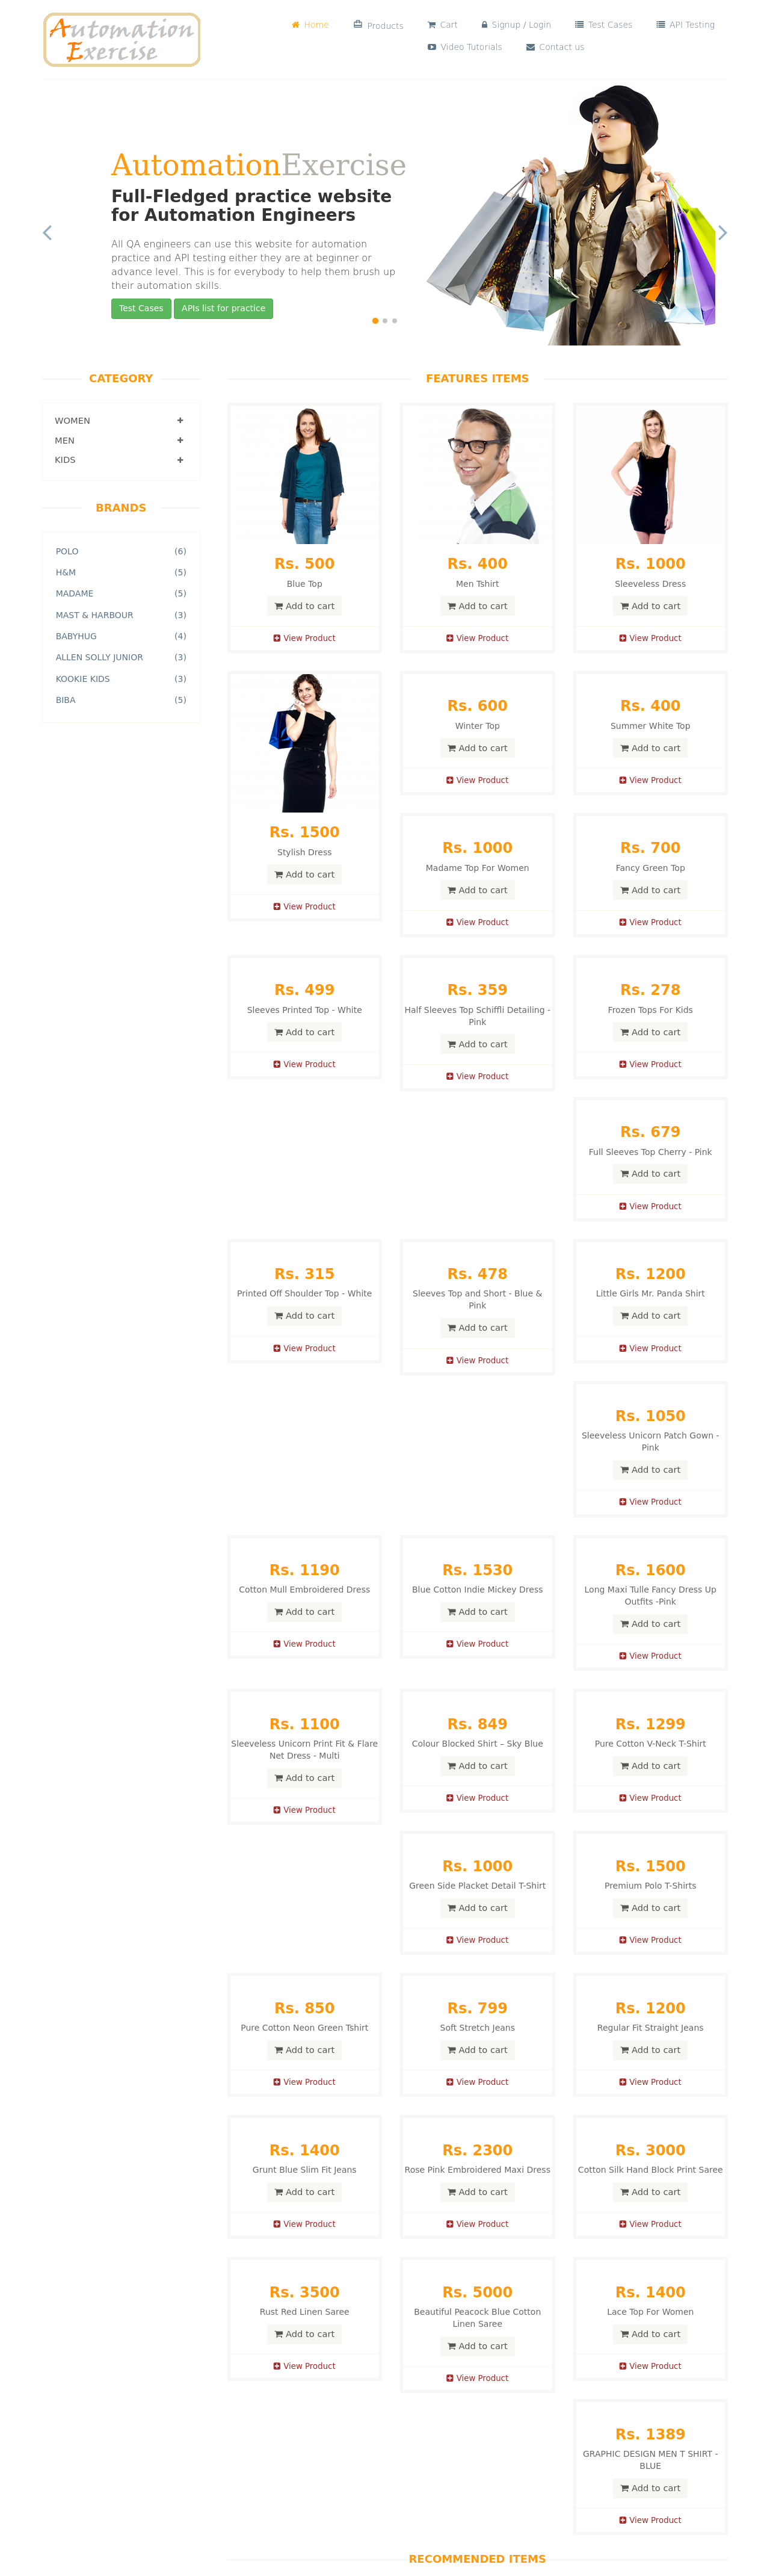 Automation
Exercise
Home
Products
Cart
Signup / Login
Test Cases
API Testing
Video Tutorials
Contact us
AutomationExercise
Full-Fledged practice website
for Automation Engineers
All QA engineers can use this website for automation
practice and API testing either they are at beginner or
advance level. This is for everybody to help them brush up
their automation skills.
Test Cases
APIs list for practice
CATEGORY
WOMEN
MEN
KIDS
BRANDS
POLO (6)
H&M (5)
MADAME (5)
MAST & HARBOUR (3)
BABYHUG (4)
ALLEN SOLLY JUNIOR (3)
KOOKIE KIDS (3)
BIBA (5)
FEATURES ITEMS
Rs. 500
Blue Top
Add to cart
View Product
Rs. 400
Men Tshirt
Add to cart
View Product
Rs. 1000
Sleeveless Dress
Add to cart
View Product
Rs. 1500
Stylish Dress
Add to cart
View Product
Rs. 600
Winter Top
Add to cart
View Product
Rs. 400
Summer White Top
Add to cart
View Product
Rs. 1000
Madame Top For Women
Add to cart
View Product
Rs. 700
Fancy Green Top
Add to cart
View Product
Rs. 499
Sleeves Printed Top - White
Add to cart
View Product
Rs. 359
Half Sleeves Top Schiffli Detailing -
Pink
Add to cart
View Product
Rs. 278
Frozen Tops For Kids
Add to cart
View Product
Rs. 679
Full Sleeves Top Cherry - Pink
Add to cart
View Product
Rs. 315
Printed Off Shoulder Top - White
Add to cart
View Product
Rs. 478
Sleeves Top and Short - Blue &
Pink
Add to cart
View Product
Rs. 1200
Little Girls Mr. Panda Shirt
Add to cart
View Product
Rs. 1050
Sleeveless Unicorn Patch Gown -
Pink
Add to cart
View Product
Rs. 1190
Cotton Mull Embroidered Dress
Add to cart
View Product
Rs. 1530
Blue Cotton Indie Mickey Dress
Add to cart
View Product
Rs. 1600
Long Maxi Tulle Fancy Dress Up
Outfits -Pink
Add to cart
View Product
Rs. 1100
Sleeveless Unicorn Print Fit & Flare
Net Dress - Multi
Add to cart
View Product
Rs. 849
Colour Blocked Shirt – Sky Blue
Add to cart
View Product
Rs. 1299
Pure Cotton V-Neck T-Shirt
Add to cart
View Product
Rs. 1000
Green Side Placket Detail T-Shirt
Add to cart
View Product
Rs. 1500
Premium Polo T-Shirts
Add to cart
View Product
Rs. 850
Pure Cotton Neon Green Tshirt
Add to cart
View Product
Rs. 799
Soft Stretch Jeans
Add to cart
View Product
Rs. 1200
Regular Fit Straight Jeans
Add to cart
View Product
Rs. 1400
Grunt Blue Slim Fit Jeans
Add to cart
View Product
Rs. 2300
Rose Pink Embroidered Maxi Dress
Add to cart
View Product
Rs. 3000
Cotton Silk Hand Block Print Saree
Add to cart
View Product
Rs. 3500
Rust Red Linen Saree
Add to cart
View Product
Rs. 5000
Beautiful Peacock Blue Cotton
Linen Saree
Add to cart
View Product
Rs. 1400
Lace Top For Women
Add to cart
View Product
Rs. 1389
GRAPHIC DESIGN MEN T SHIRT -
BLUE
Add to cart
View Product
RECOMMENDED ITEMS